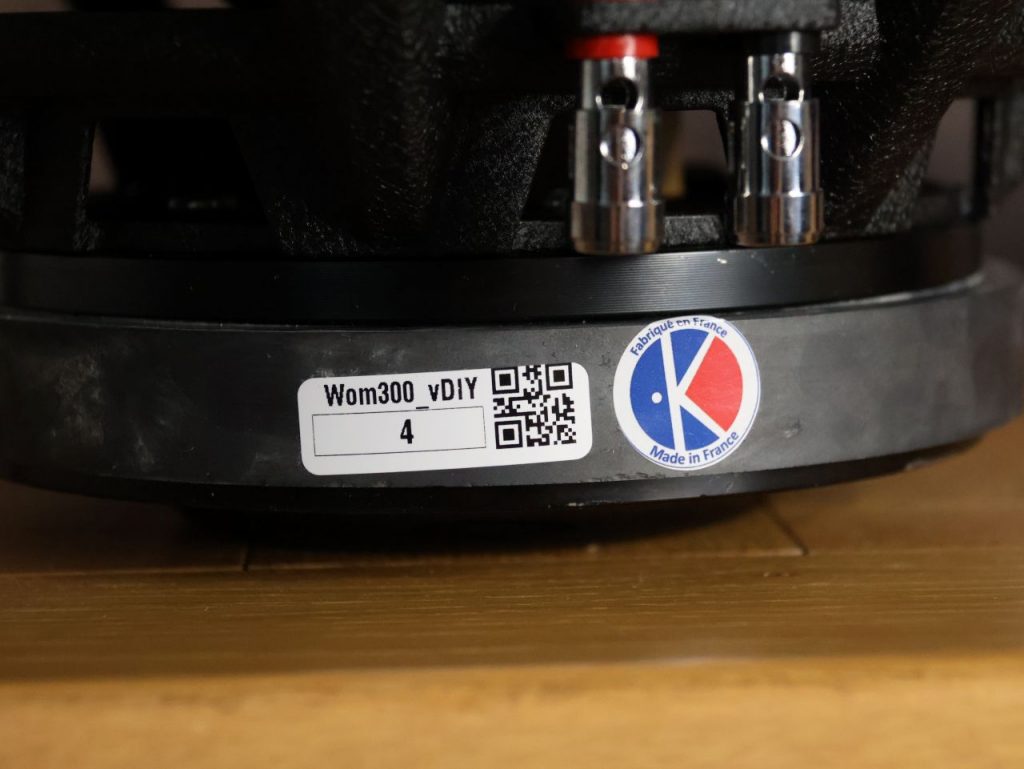 Wom300_vDIY
4
Fabriqué en France
K
Made in France